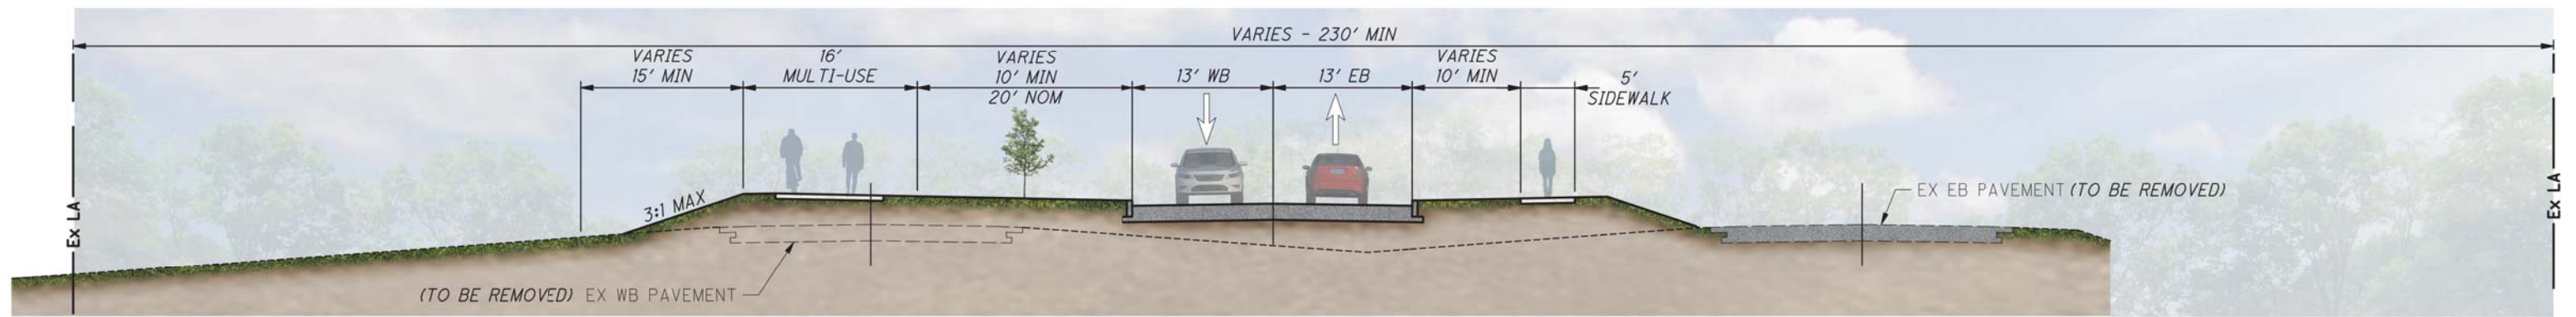 VARIES - 230' MIN
VARIES
15' MIN
16'
MULTI-USE
VARIES
10' MIN
20' NOM
13' WB
13' EB
VARIES
10' MIN
5'
SIDEWALK
3:1 MAX
EX EB PAVEMENT (TO BE REMOVED)
Ex LA
Ex LA
(TO BE REMOVED) EX WB PAVEMENT